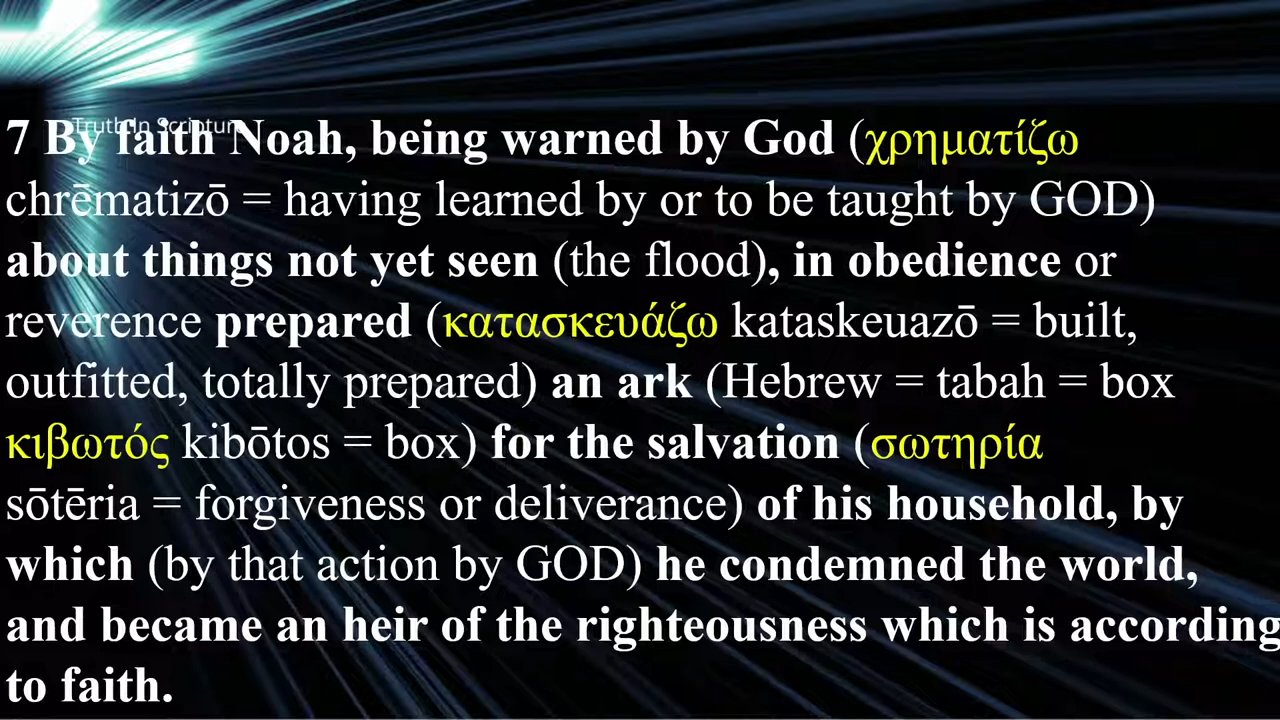 Truth In Scripture
7 By faith Noah, being warned by God (χρηματίζω
chrēmatizō = having learned by or to be taught by GOD)
about things not yet seen (the flood), in obedience or
reverence prepared (κατασκευάζω kataskeuazō = built,
outfitted, totally prepared) an ark (Hebrew = tabah = box
κιβωτός kibōtos = box) for the salvation (σωτηρία
sōtēria = forgiveness or deliverance) of his household, by
which (by that action by GOD) he condemned the world,
and became an heir of the righteousness which is according
to faith.